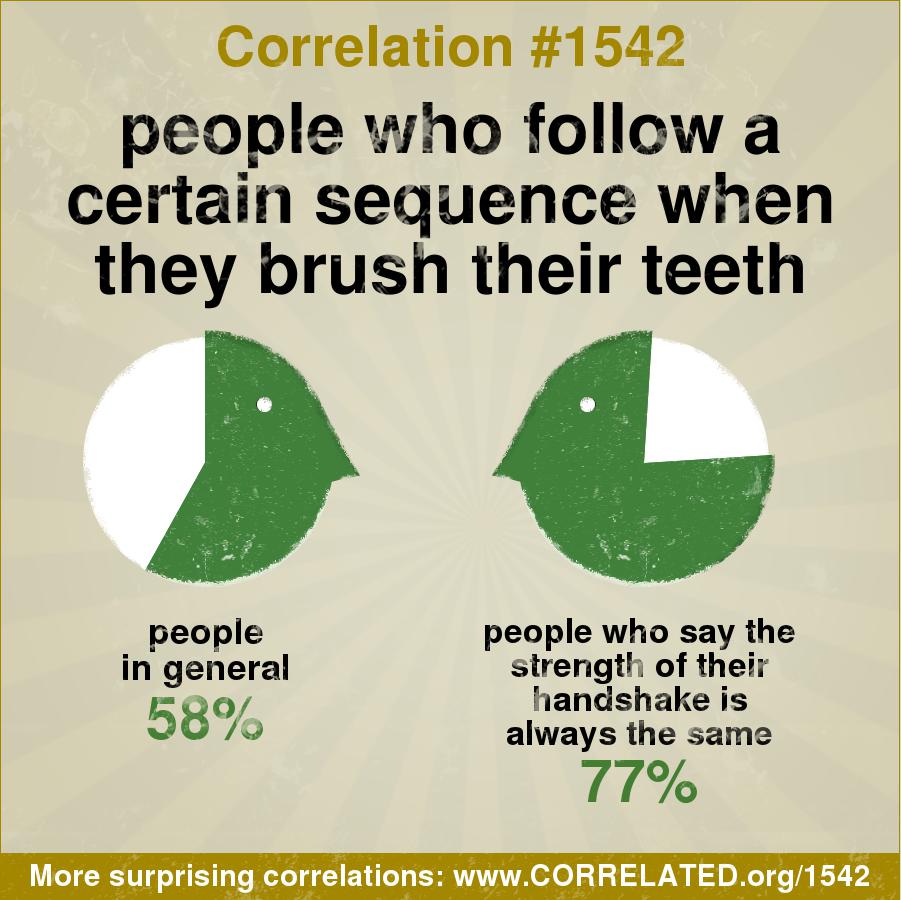 Correlation #1542
people who follow a
certain sequence when
they brush their teeth
people
in general
58%
people who say the
strength of their
handshake is
always the same
77%
More surprising correlations: www.CORRELATED.org/1542